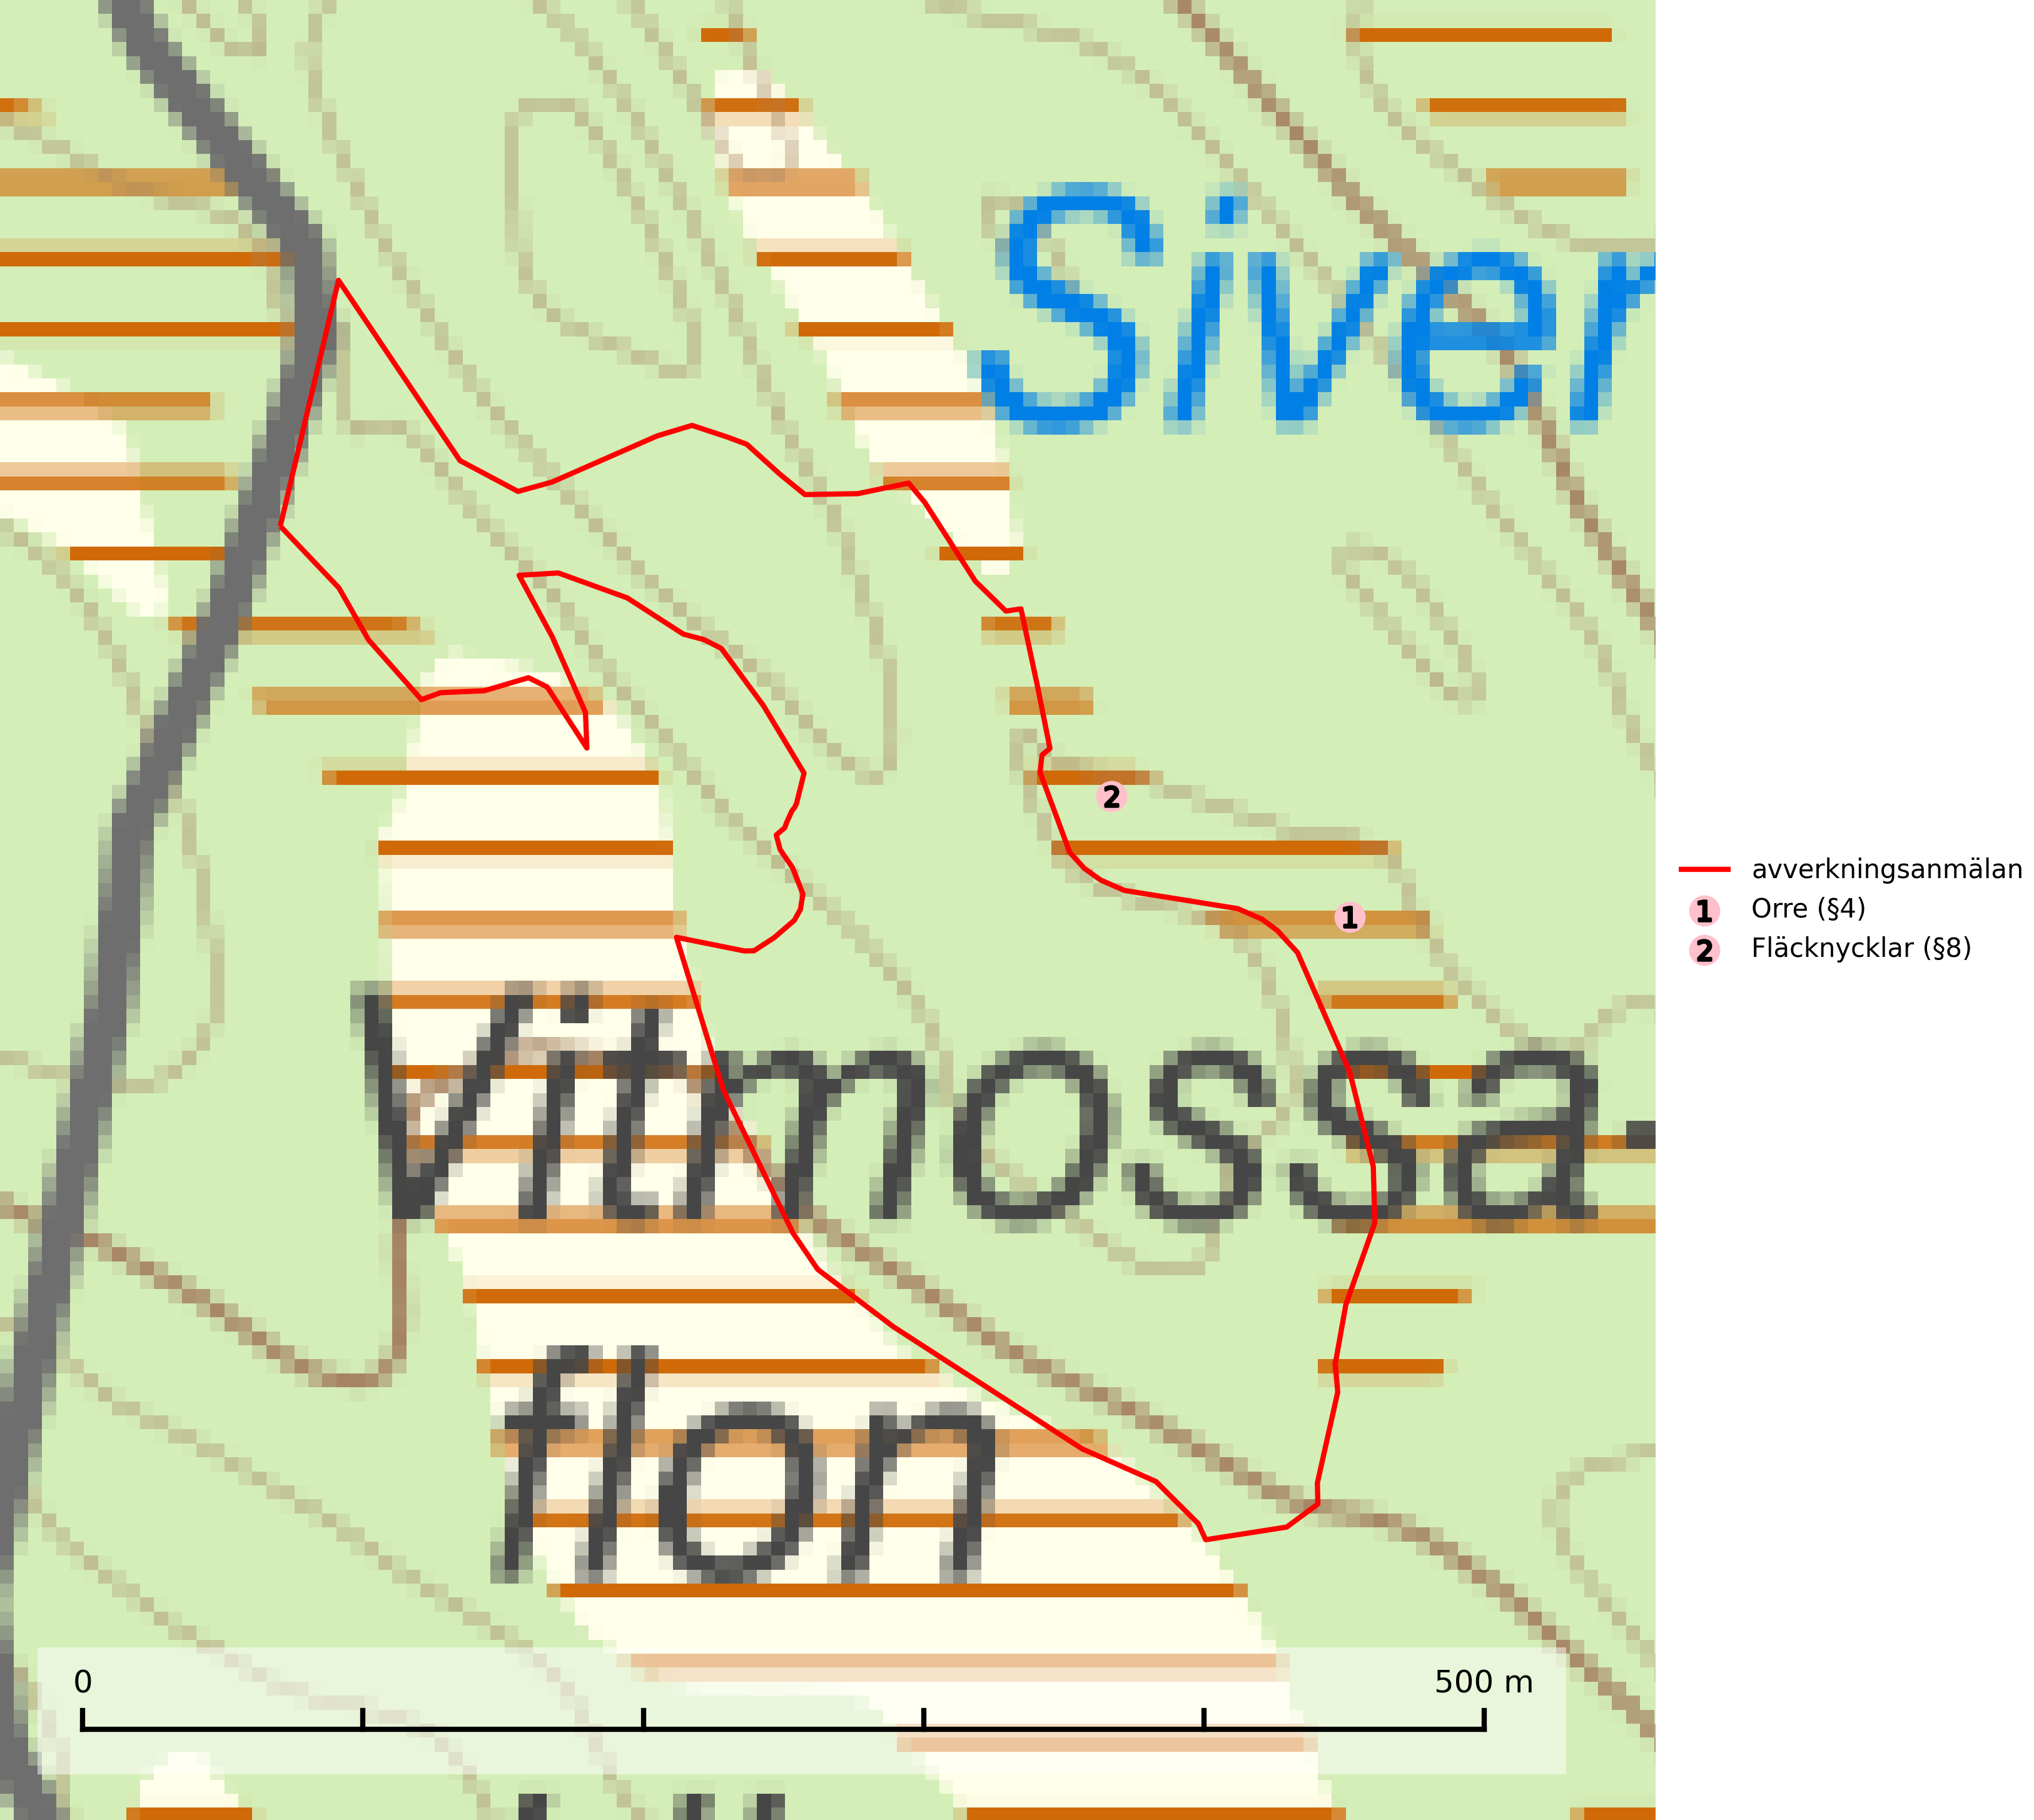 Siver
2
1
Vitmossa-
flon
0
500 m
avverkningsanmälan
1 Orre (§4)
2 Fläcknycklar (§8)